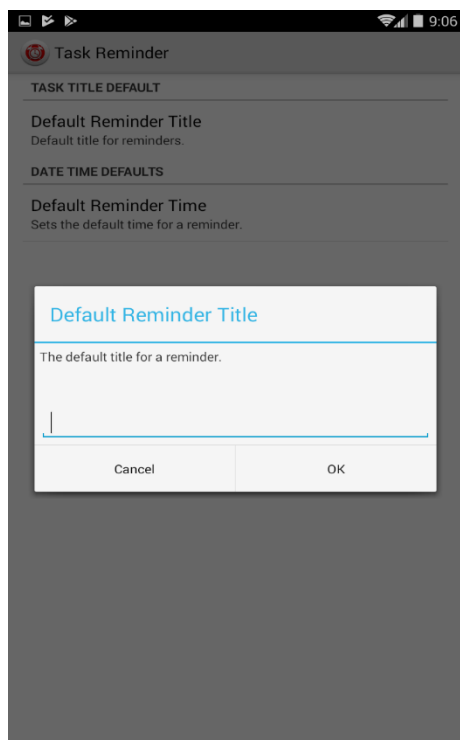 9:06
Task Reminder
TASK TITLE DEFAULT
Default Reminder Title
Default title for reminders.
DATE TIME DEFAULTS
Default Reminder Time
Sets the default time for a reminder.
Default Reminder Title
The default title for a reminder.
Cancel OK